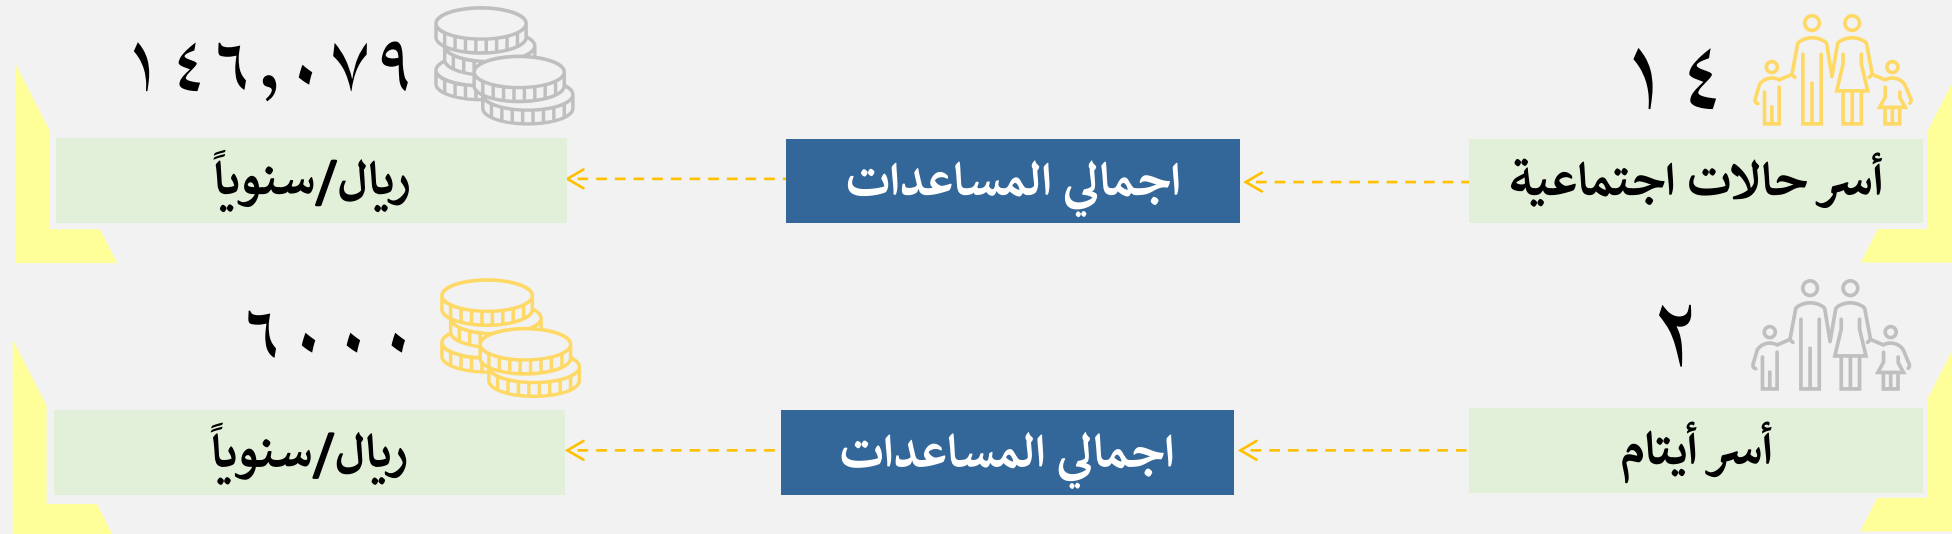 ١٤
١٤٦,٠٧٩
أسر حالات اجتماعية
اجمالي المساعدات
ريال/سنوياً
٢
٦٠٠٠
أسر أيتام
اجمالي المساعدات
ريال/سنوياً